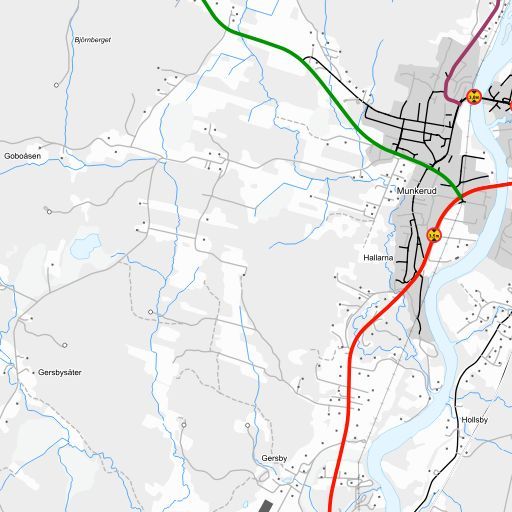 Björnberget
Goboåsen
Munkerud
Hallarna
Gersbysäter
Hollsby
Gersby